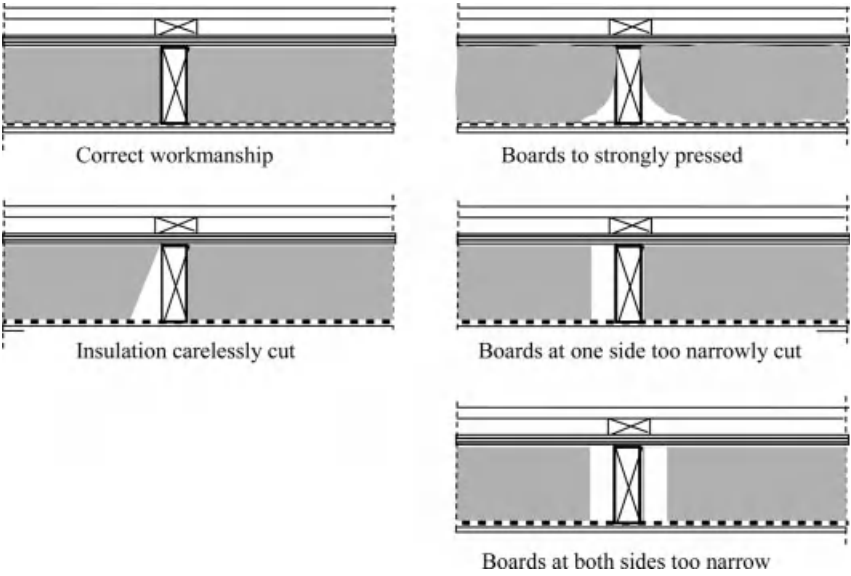 Correct workmanship
Boards to strongly pressed
Insulation carelessly cut
Boards at one side too narrowly cut
Boards at both sides too narrow